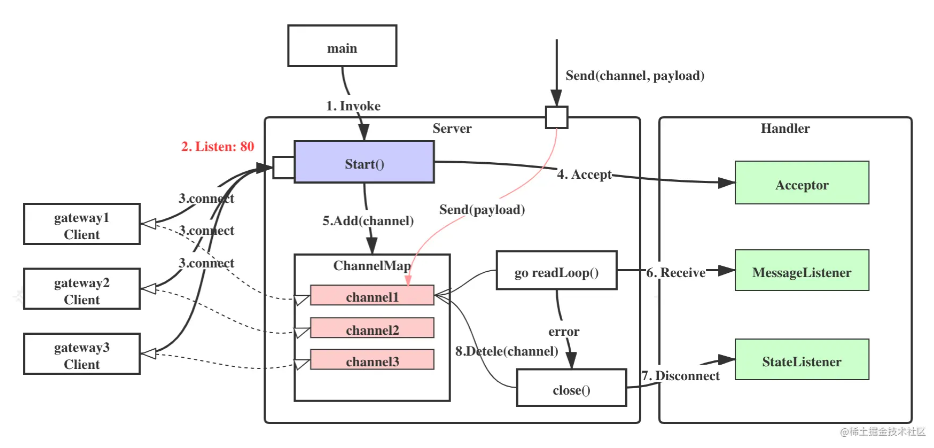 main
Send(channel, payload)
1. Invoke
Server
Handler
2. Listen: 80
Start()
4. Accept
Acceptor
3.connect
gateway1
Client
5.Add(channel)
Send(payload)
3.connect
3.connect
ChannelMap
go readLoop()
6. Receive
MessageListener
gateway2
Client
channel1
channel2
error
gateway3
Client
channel3
8.Detele(channel)
StateListener
close()
7. Disconnect
@稀土掘金技术社区